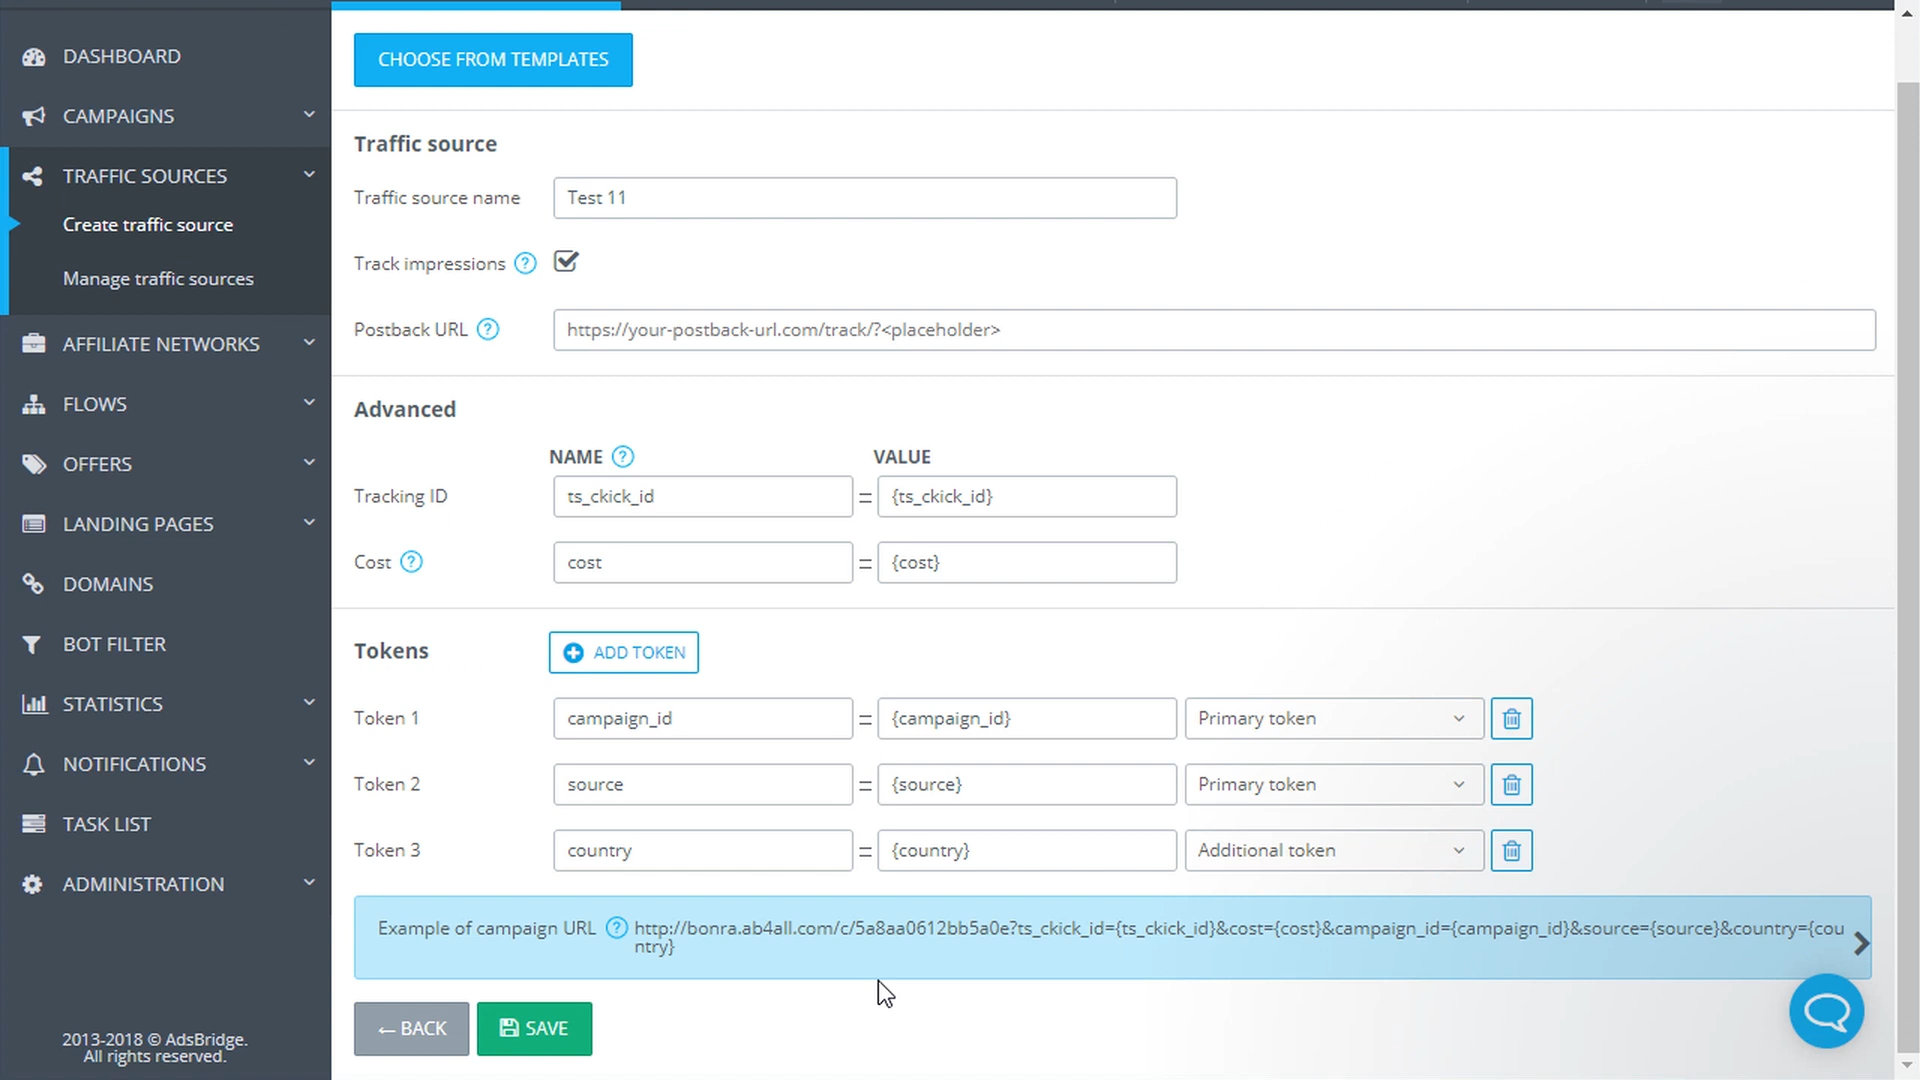 DASHBOARD
CAMPAIGNS
TRAFFIC SOURCES
Create traffic source
Manage traffic sources
AFFILIATE NETWORKS
FLOWS
OFFERS
LANDING PAGES
DOMAINS
BOT FILTER
STATISTICS
NOTIFICATIONS
TASK LIST
ADMINISTRATION
2013-2018 © AdsBridge.
All rights reserved.
CHOOSE FROM TEMPLATES
Traffic source
Traffic source name Test 11
Track impressions ?
Postback URL ? https://your-postback-url.com/track/?<placeholder>
Advanced
NAME ? VALUE
Tracking ID ts_ckick_id = {ts_ckick_id}
Cost ? cost = {cost}
Tokens ADD TOKEN
Token 1 campaign_id = {campaign_id} Primary token
Token 2 source = {source} Primary token
Token 3 country = {country} Additional token
Example of campaign URL ? http://bonra.ab4all.com/c/5a8aa0612bb5a0e?ts_ckick_id={ts_ckick_id}&cost={cost}&campaign_id={campaign_id}&source={source}&country={cou
ntry}
← BACK SAVE